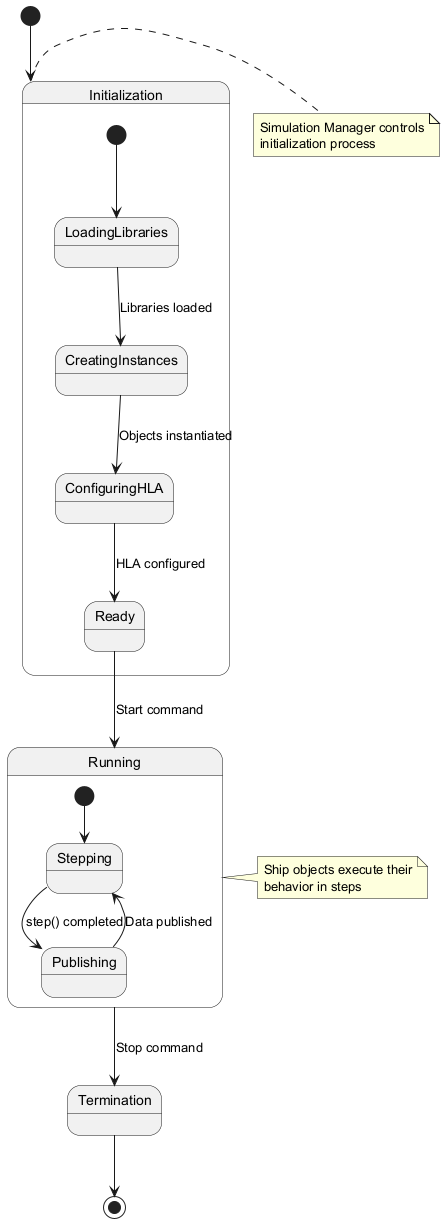 Initialization
Simulation Manager controls
initialization process
LoadingLibraries
Libraries loaded
CreatingInstances
Objects instantiated
ConfiguringHLA
HLA configured
Ready
Start command
Running
Stepping
Ship objects execute their
behavior in steps
step() completed
Data published
Publishing
Stop command
Termination